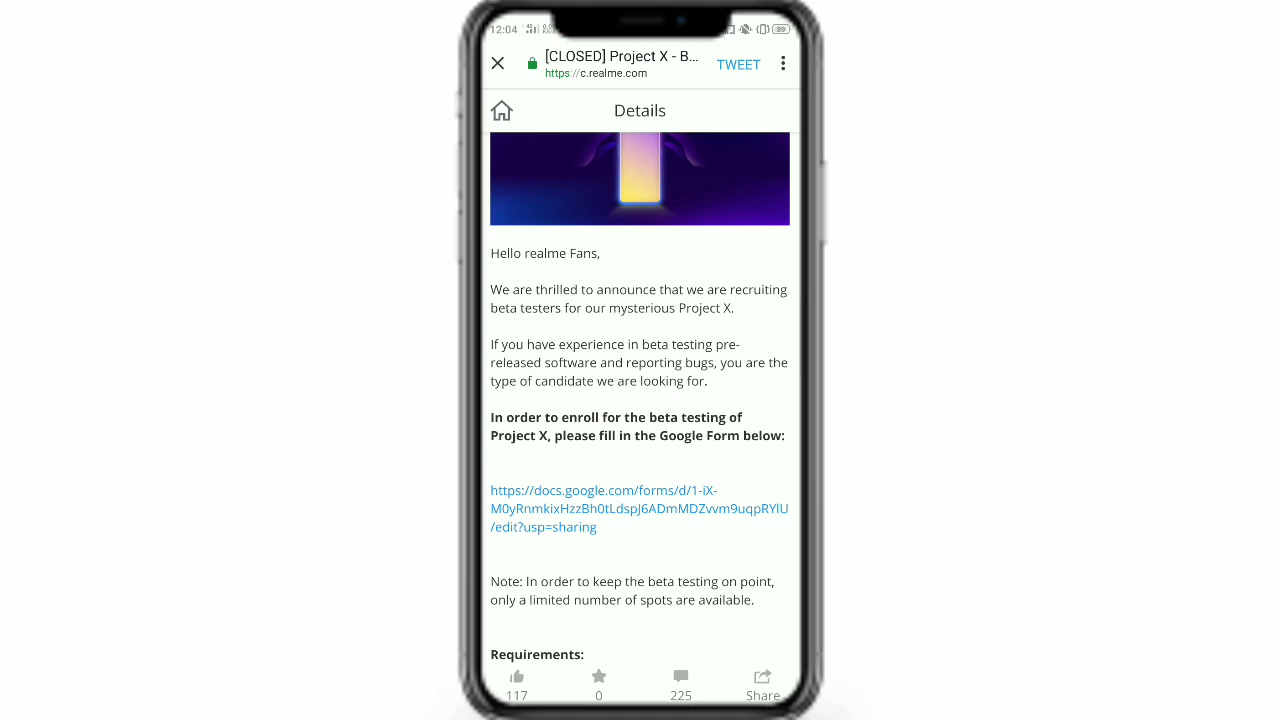 12:04
89
[CLOSED] Project X - B...
https://c.realme.com
TWEET
Details
Hello realme Fans,
We are thrilled to announce that we are recruiting
beta testers for our mysterious Project X.
If you have experience in beta testing pre-
released software and reporting bugs, you are the
type of candidate we are looking for.
In order to enroll for the beta testing of
Project X, please fill in the Google Form below:
https://docs.google.com/forms/d/1-iX-
M0yRnmkixHzzBh0tLdspJ6ADmMDZvvm9uqpRYlU
/edit?usp=sharing
Note: In order to keep the beta testing on point,
only a limited number of spots are available.
Requirements:
117
0
225
Share